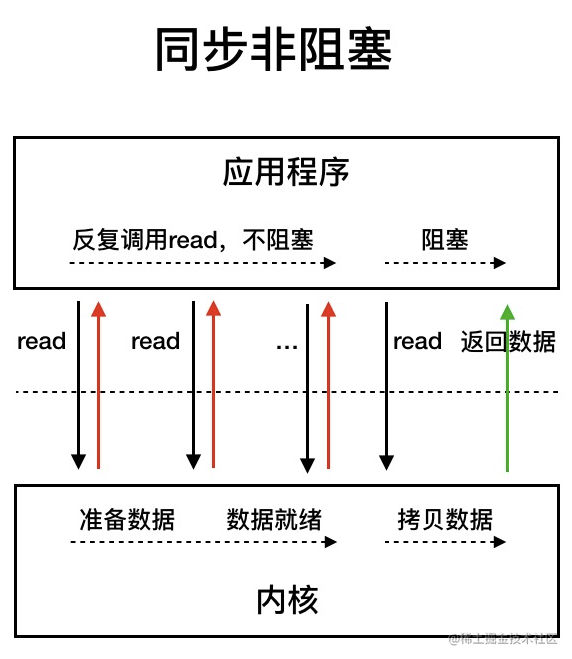 同步非阻塞
应用程序
反复调用read，不阻塞
阻塞
read
read
...
read
返回数据
准备数据
数据就绪
拷贝数据
内核
@稀土掘金技术社区